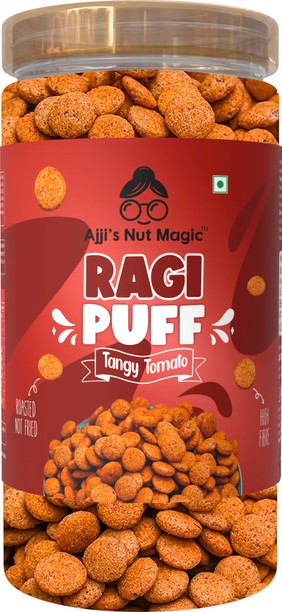 Ajji's Nut Magic™
RAGI
PUFF
Tangy Tomato
ROASTED
NOT FRIED
HIGH
FIBRE